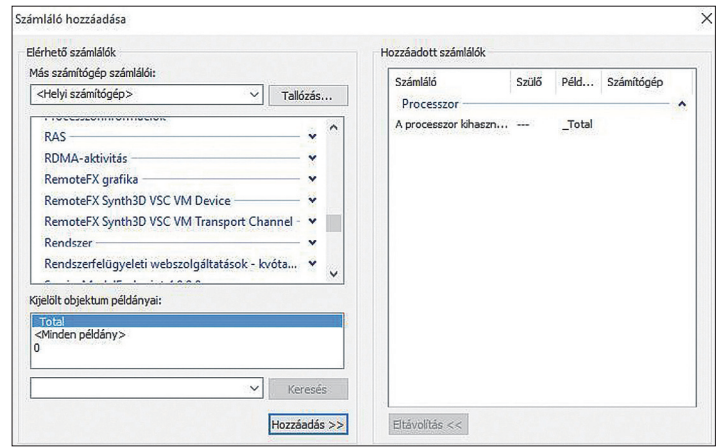 Számláló hozzáadása
Elérhető számlálók
Más számítógép számlálói:
<Helyi számítógép>
Tallózás...
Processzorinformációk
RAS
RDMA-aktivitás
RemoteFX grafika
RemoteFX Synth3D VSC VM Device
RemoteFX Synth3D VSC VM Transport Channel
Rendszer
Rendszerfelügyeleti webszolgáltatások - kvóta...
Kijelölt objektum példányai:
_Total
<Minden példány>
0
Keresés
Hozzáadás >>
Hozzáadott számlálók
Számláló Szülő Péld... Számítógép
Processzor
A processzor kihaszn... --- _Total
Eltávolítás <<